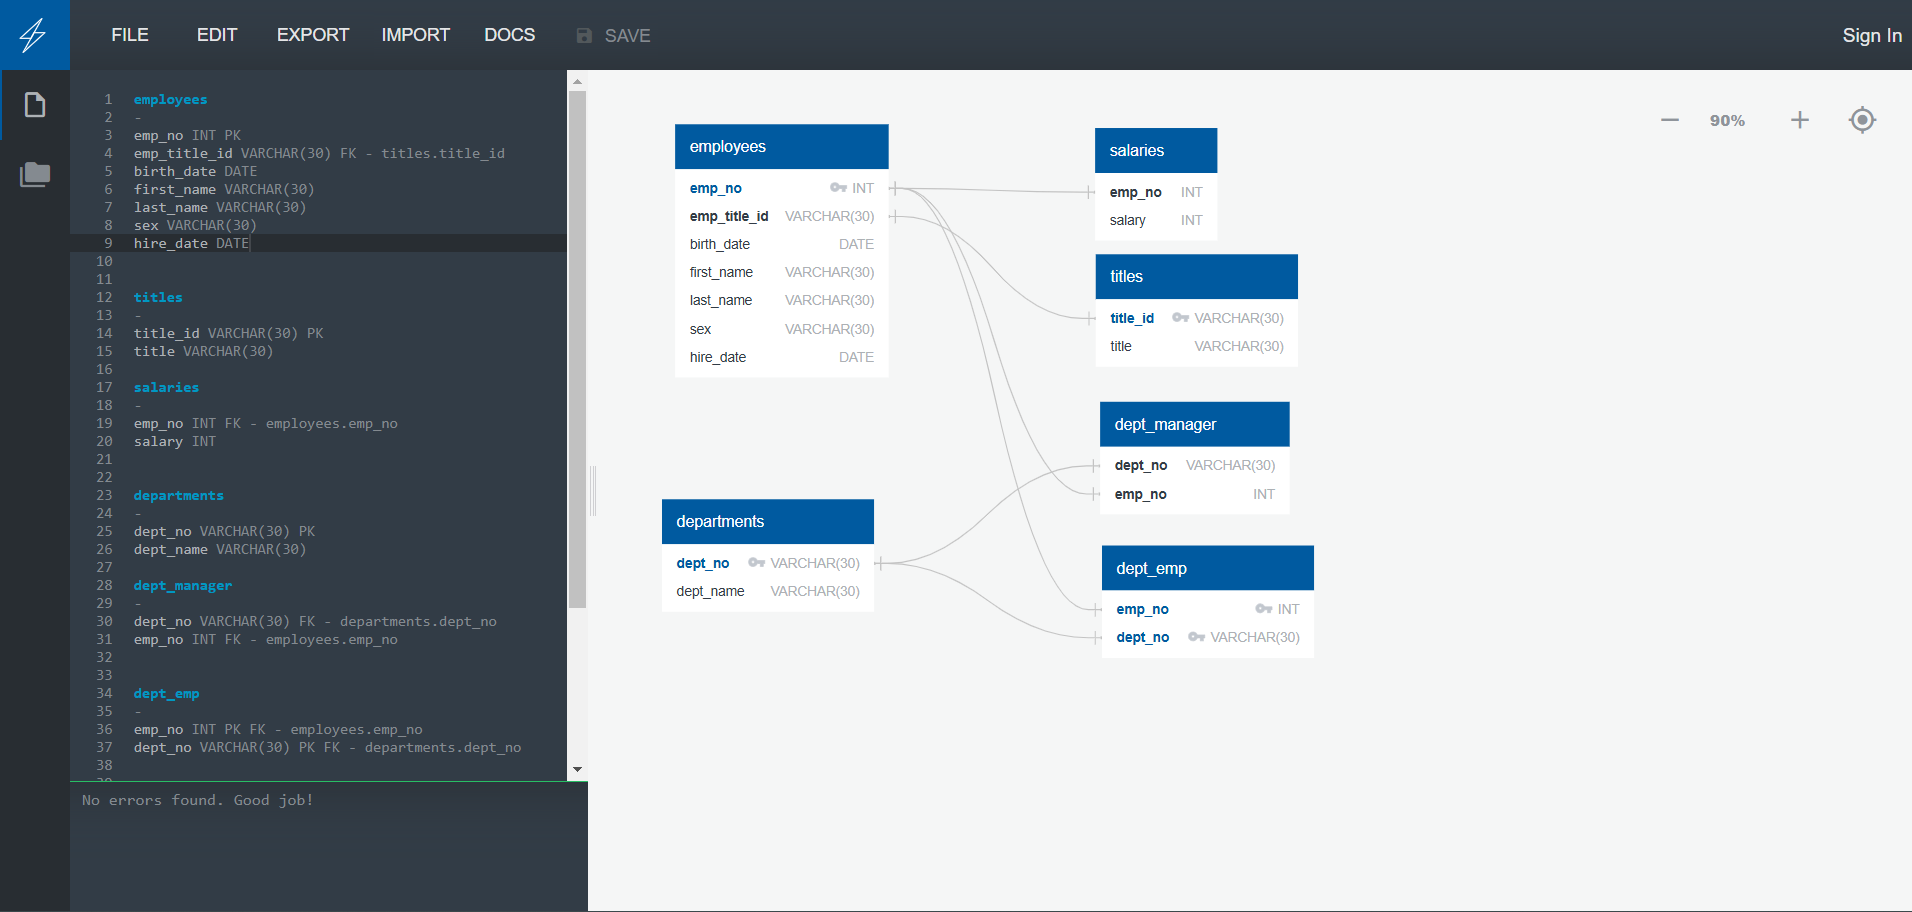 FILE EDIT EXPORT IMPORT DOCS SAVE Sign In
1 employees
2 -
3 emp_no INT PK
4 emp_title_id VARCHAR(30) FK - titles.title_id
5 birth_date DATE
6 first_name VARCHAR(30)
7 last_name VARCHAR(30)
8 sex VARCHAR(30)
9 hire_date DATE
10
11
12 titles
13 -
14 title_id VARCHAR(30) PK
15 title VARCHAR(30)
16
17 salaries
18 -
19 emp_no INT FK - employees.emp_no
20 salary INT
21
22
23 departments
24 -
25 dept_no VARCHAR(30) PK
26 dept_name VARCHAR(30)
27
28 dept_manager
29 -
30 dept_no VARCHAR(30) FK - departments.dept_no
31 emp_no INT FK - employees.emp_no
32
33
34 dept_emp
35 -
36 emp_no INT PK FK - employees.emp_no
37 dept_no VARCHAR(30) PK FK - departments.dept_no
38
No errors found. Good job!
90%
employees
emp_no INT
emp_title_id VARCHAR(30)
birth_date DATE
first_name VARCHAR(30)
last_name VARCHAR(30)
sex VARCHAR(30)
hire_date DATE
salaries
emp_no INT
salary INT
titles
title_id VARCHAR(30)
title VARCHAR(30)
dept_manager
dept_no VARCHAR(30)
emp_no INT
departments
dept_no VARCHAR(30)
dept_name VARCHAR(30)
dept_emp
emp_no INT
dept_no VARCHAR(30)